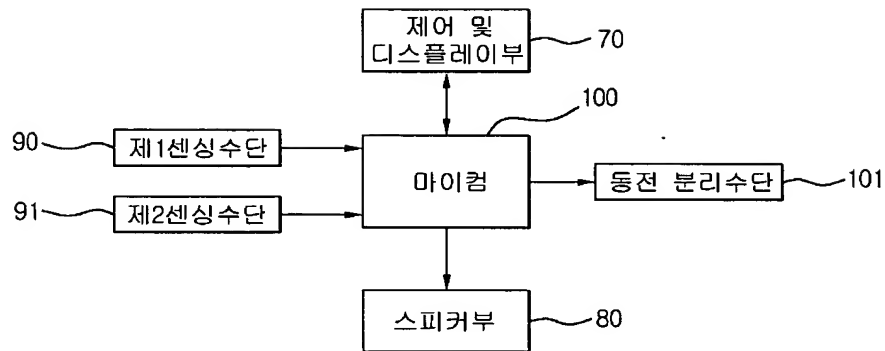 제어 및
디스플레이부
70
100
90
제1센싱수단
마이컴
동전 분리수단
101
91
제2센싱수단
스피커부
80